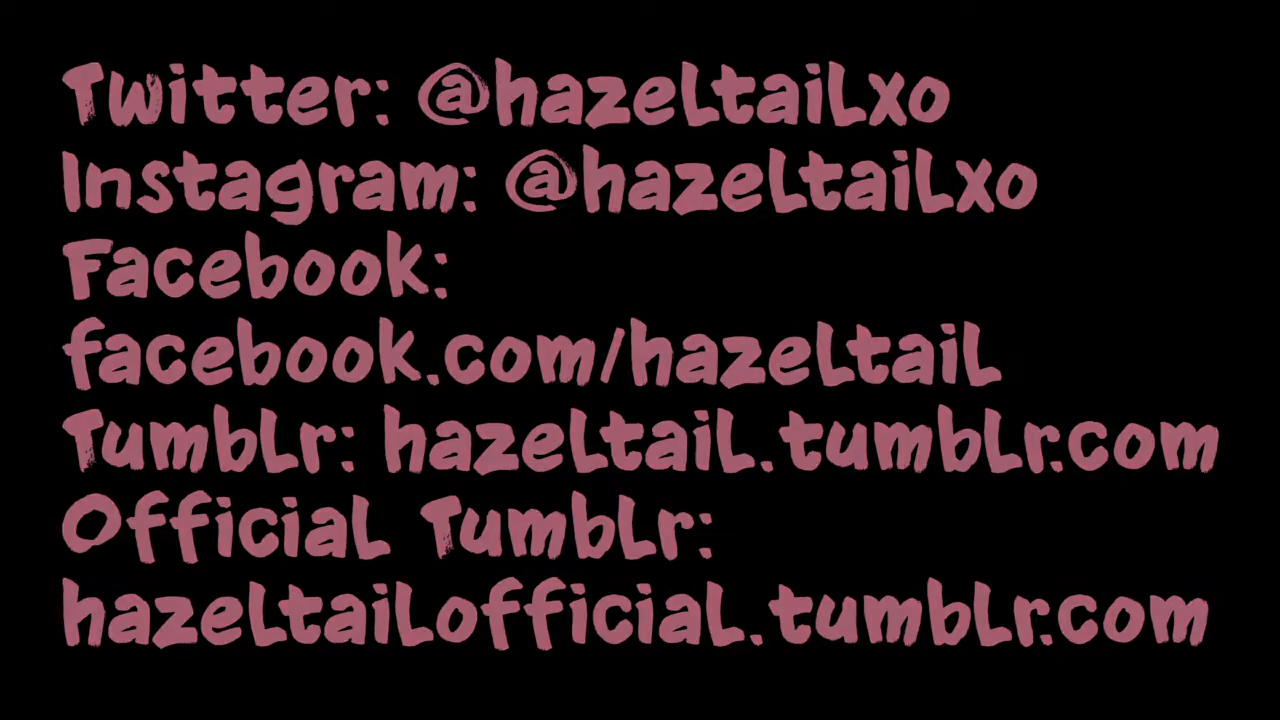 Twitter: @hazeltailxo
Instagram: @hazeltailxo
Facebook:
facebook.com/hazeltail
Tumblr: hazeltail.tumblr.com
Official Tumblr:
hazeltailofficial.tumblr.com